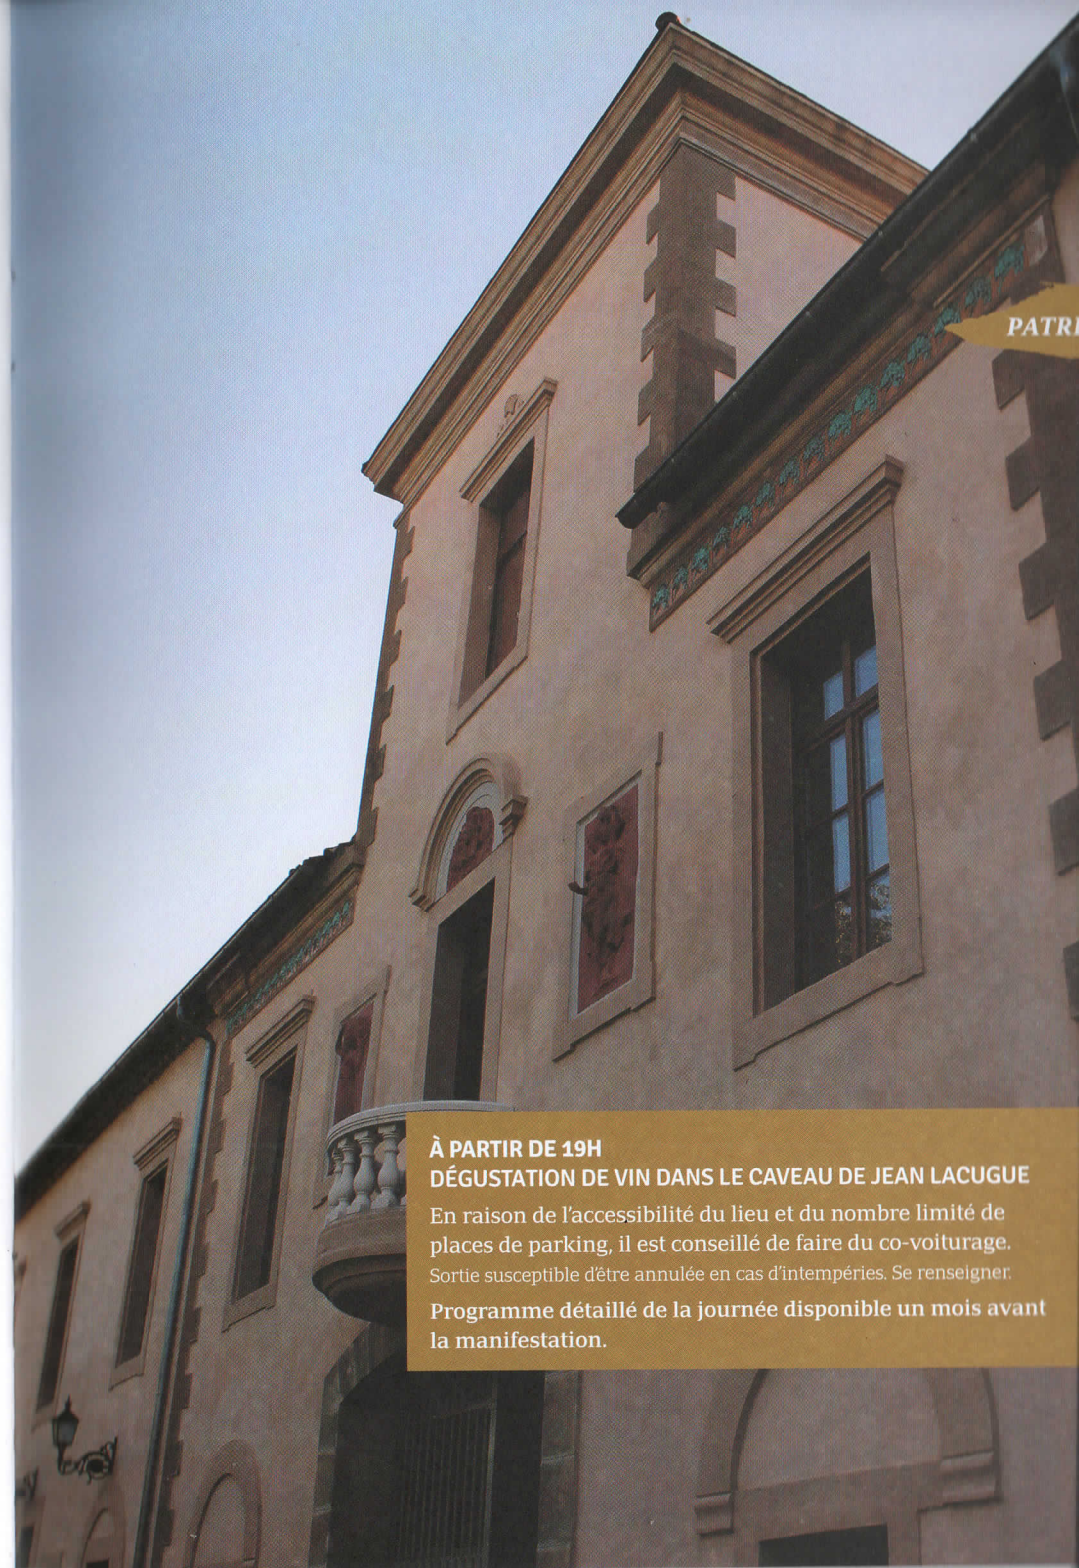 PATRI
À PARTIR DE 19H
DÉGUSTATION DE VIN DANS LE CAVEAU DE JEAN LACUGUE
En raison de l'accessibilité du lieu et du nombre limité de
places de parking, il est conseillé de faire du co-voiturage.
Sortie susceptible d'être annulée en cas d'intempéries. Se renseigner.
Programme détaillé de la journée disponible un mois avant
la manifestation.